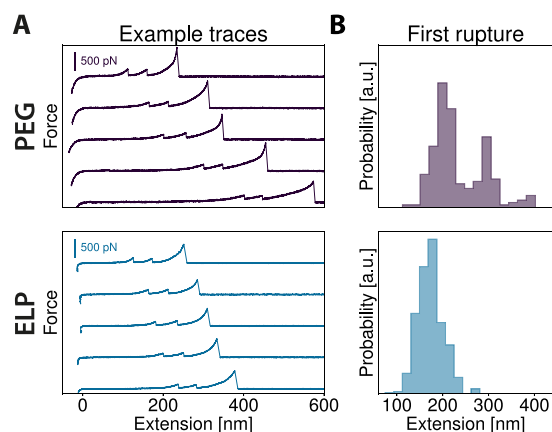 A
Example traces
B
First rupture
500 pN
PEG
Force
Probability [a.u.]
500 pN
ELP
Force
Probability [a.u.]
0 200 400 600
100 200 300 400
Extension [nm]
Extension [nm]